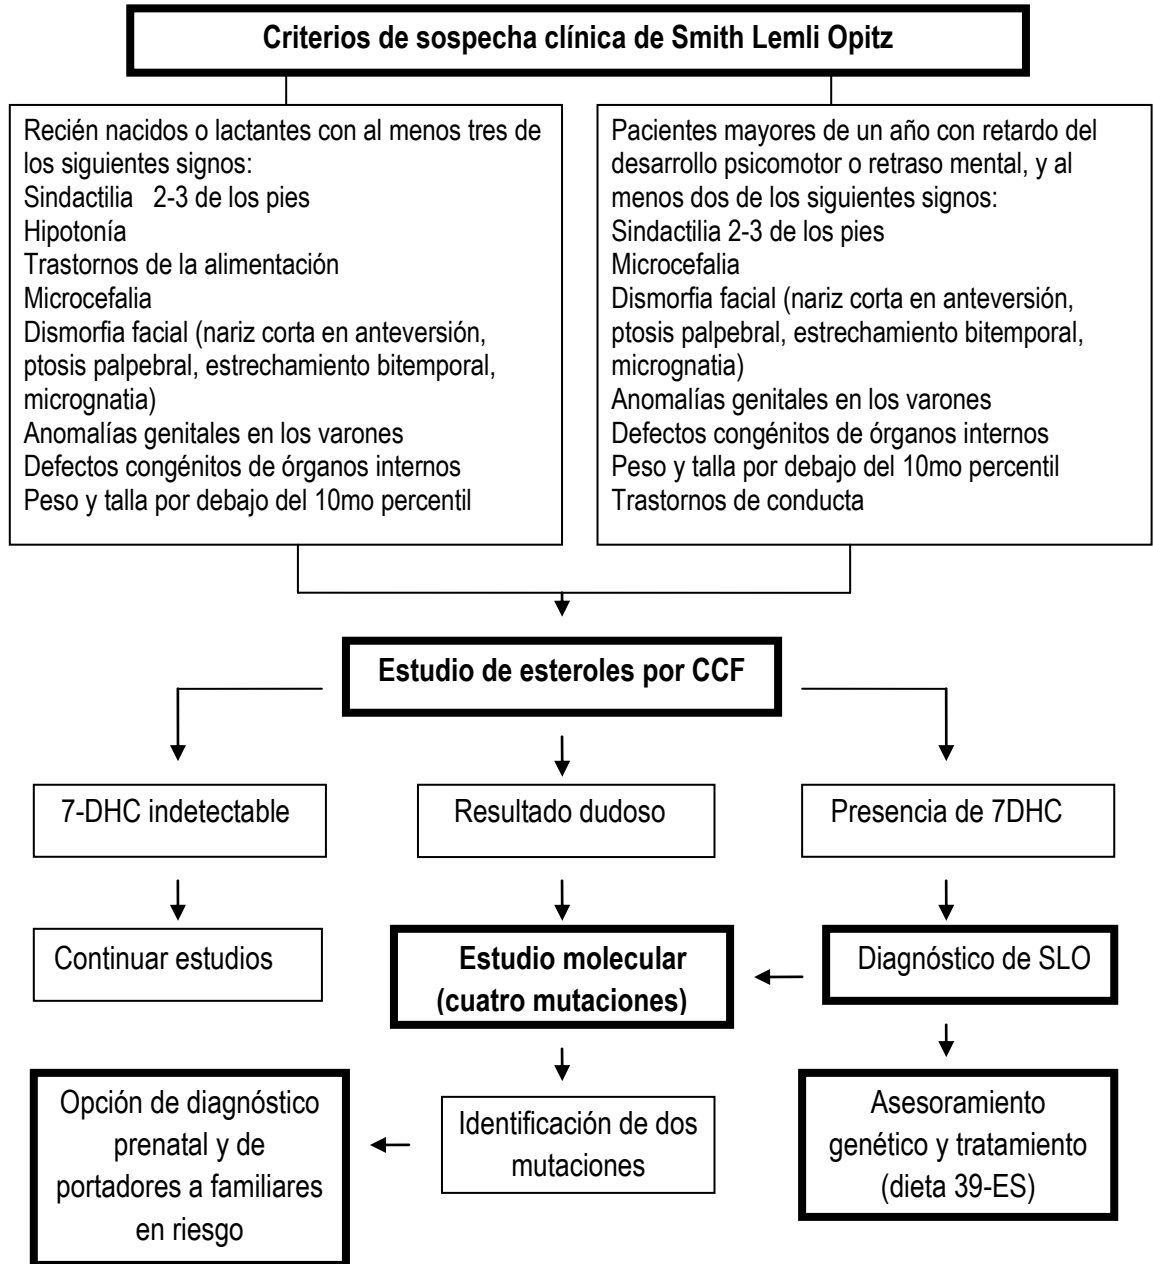 Criterios de sospecha clínica de Smith Lemli Opitz
Recién nacidos o lactantes con al menos tres de
los siguientes signos:
Sindactilia 2-3 de los pies
Hipotonía
Trastornos de la alimentación
Microcefalia
Dismorfia facial (nariz corta en anteversión,
ptosis palpebral, estrechamiento bitemporal,
micrognatia)
Anomalías genitales en los varones
Defectos congénitos de órganos internos
Peso y talla por debajo del 10mo percentil
Pacientes mayores de un año con retardo del
desarrollo psicomotor o retraso mental, y al
menos dos de los siguientes signos:
Sindactilia 2-3 de los pies
Microcefalia
Dismorfia facial (nariz corta en anteversión,
ptosis palpebral, estrechamiento bitemporal,
micrognatia)
Anomalías genitales en los varones
Defectos congénitos de órganos internos
Peso y talla por debajo del 10mo percentil
Trastornos de conducta
Estudio de esteroles por CCF
7-DHC indetectable
Resultado dudoso
Presencia de 7DHC
Continuar estudios
Estudio molecular
(cuatro mutaciones)
Diagnóstico de SLO
Opción de diagnóstico
prenatal y de
portadores a familiares
en riesgo
Identificación de dos
mutaciones
Asesoramiento
genético y tratamiento
(dieta 39-ES)